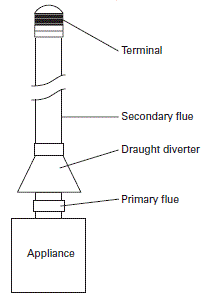 Terminal
Secondary flue
Draught diverter
Primary flue
Appliance